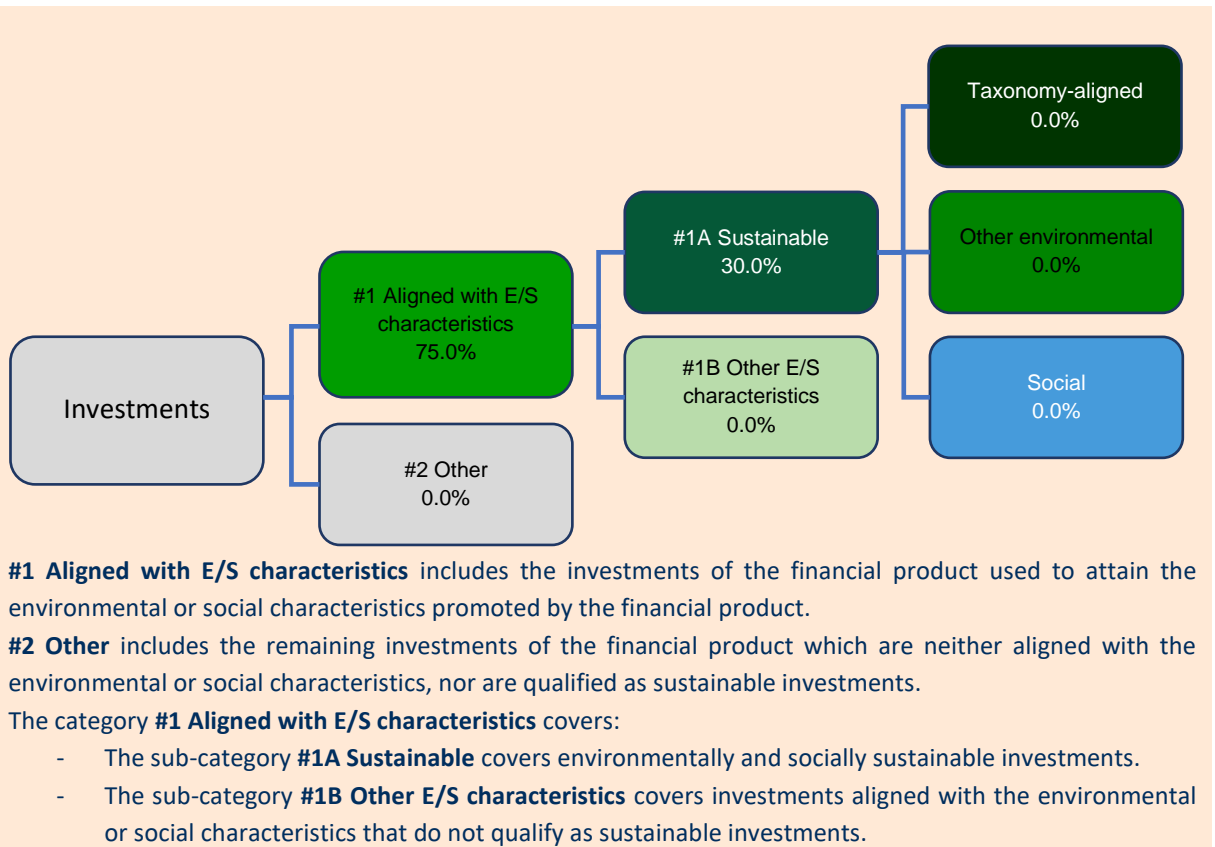 Taxonomy-aligned
0.0%
#1A Sustainable
30.0%
Other environmental
0.0%
#1 Aligned with E/S
characteristics
75.0%
Investments
#1B Other E/S
characteristics
0.0%
Social
0.0%
#2 Other
0.0%
#1 Aligned with E/S characteristics includes the investments of the financial product used to attain the
environmental or social characteristics promoted by the financial product.
#2 Other includes the remaining investments of the financial product which are neither aligned with the
environmental or social characteristics, nor are qualified as sustainable investments.
The category #1 Aligned with E/S characteristics covers:
- The sub-category #1A Sustainable covers environmentally and socially sustainable investments.
- The sub-category #1B Other E/S characteristics covers investments aligned with the environmental
or social characteristics that do not qualify as sustainable investments.